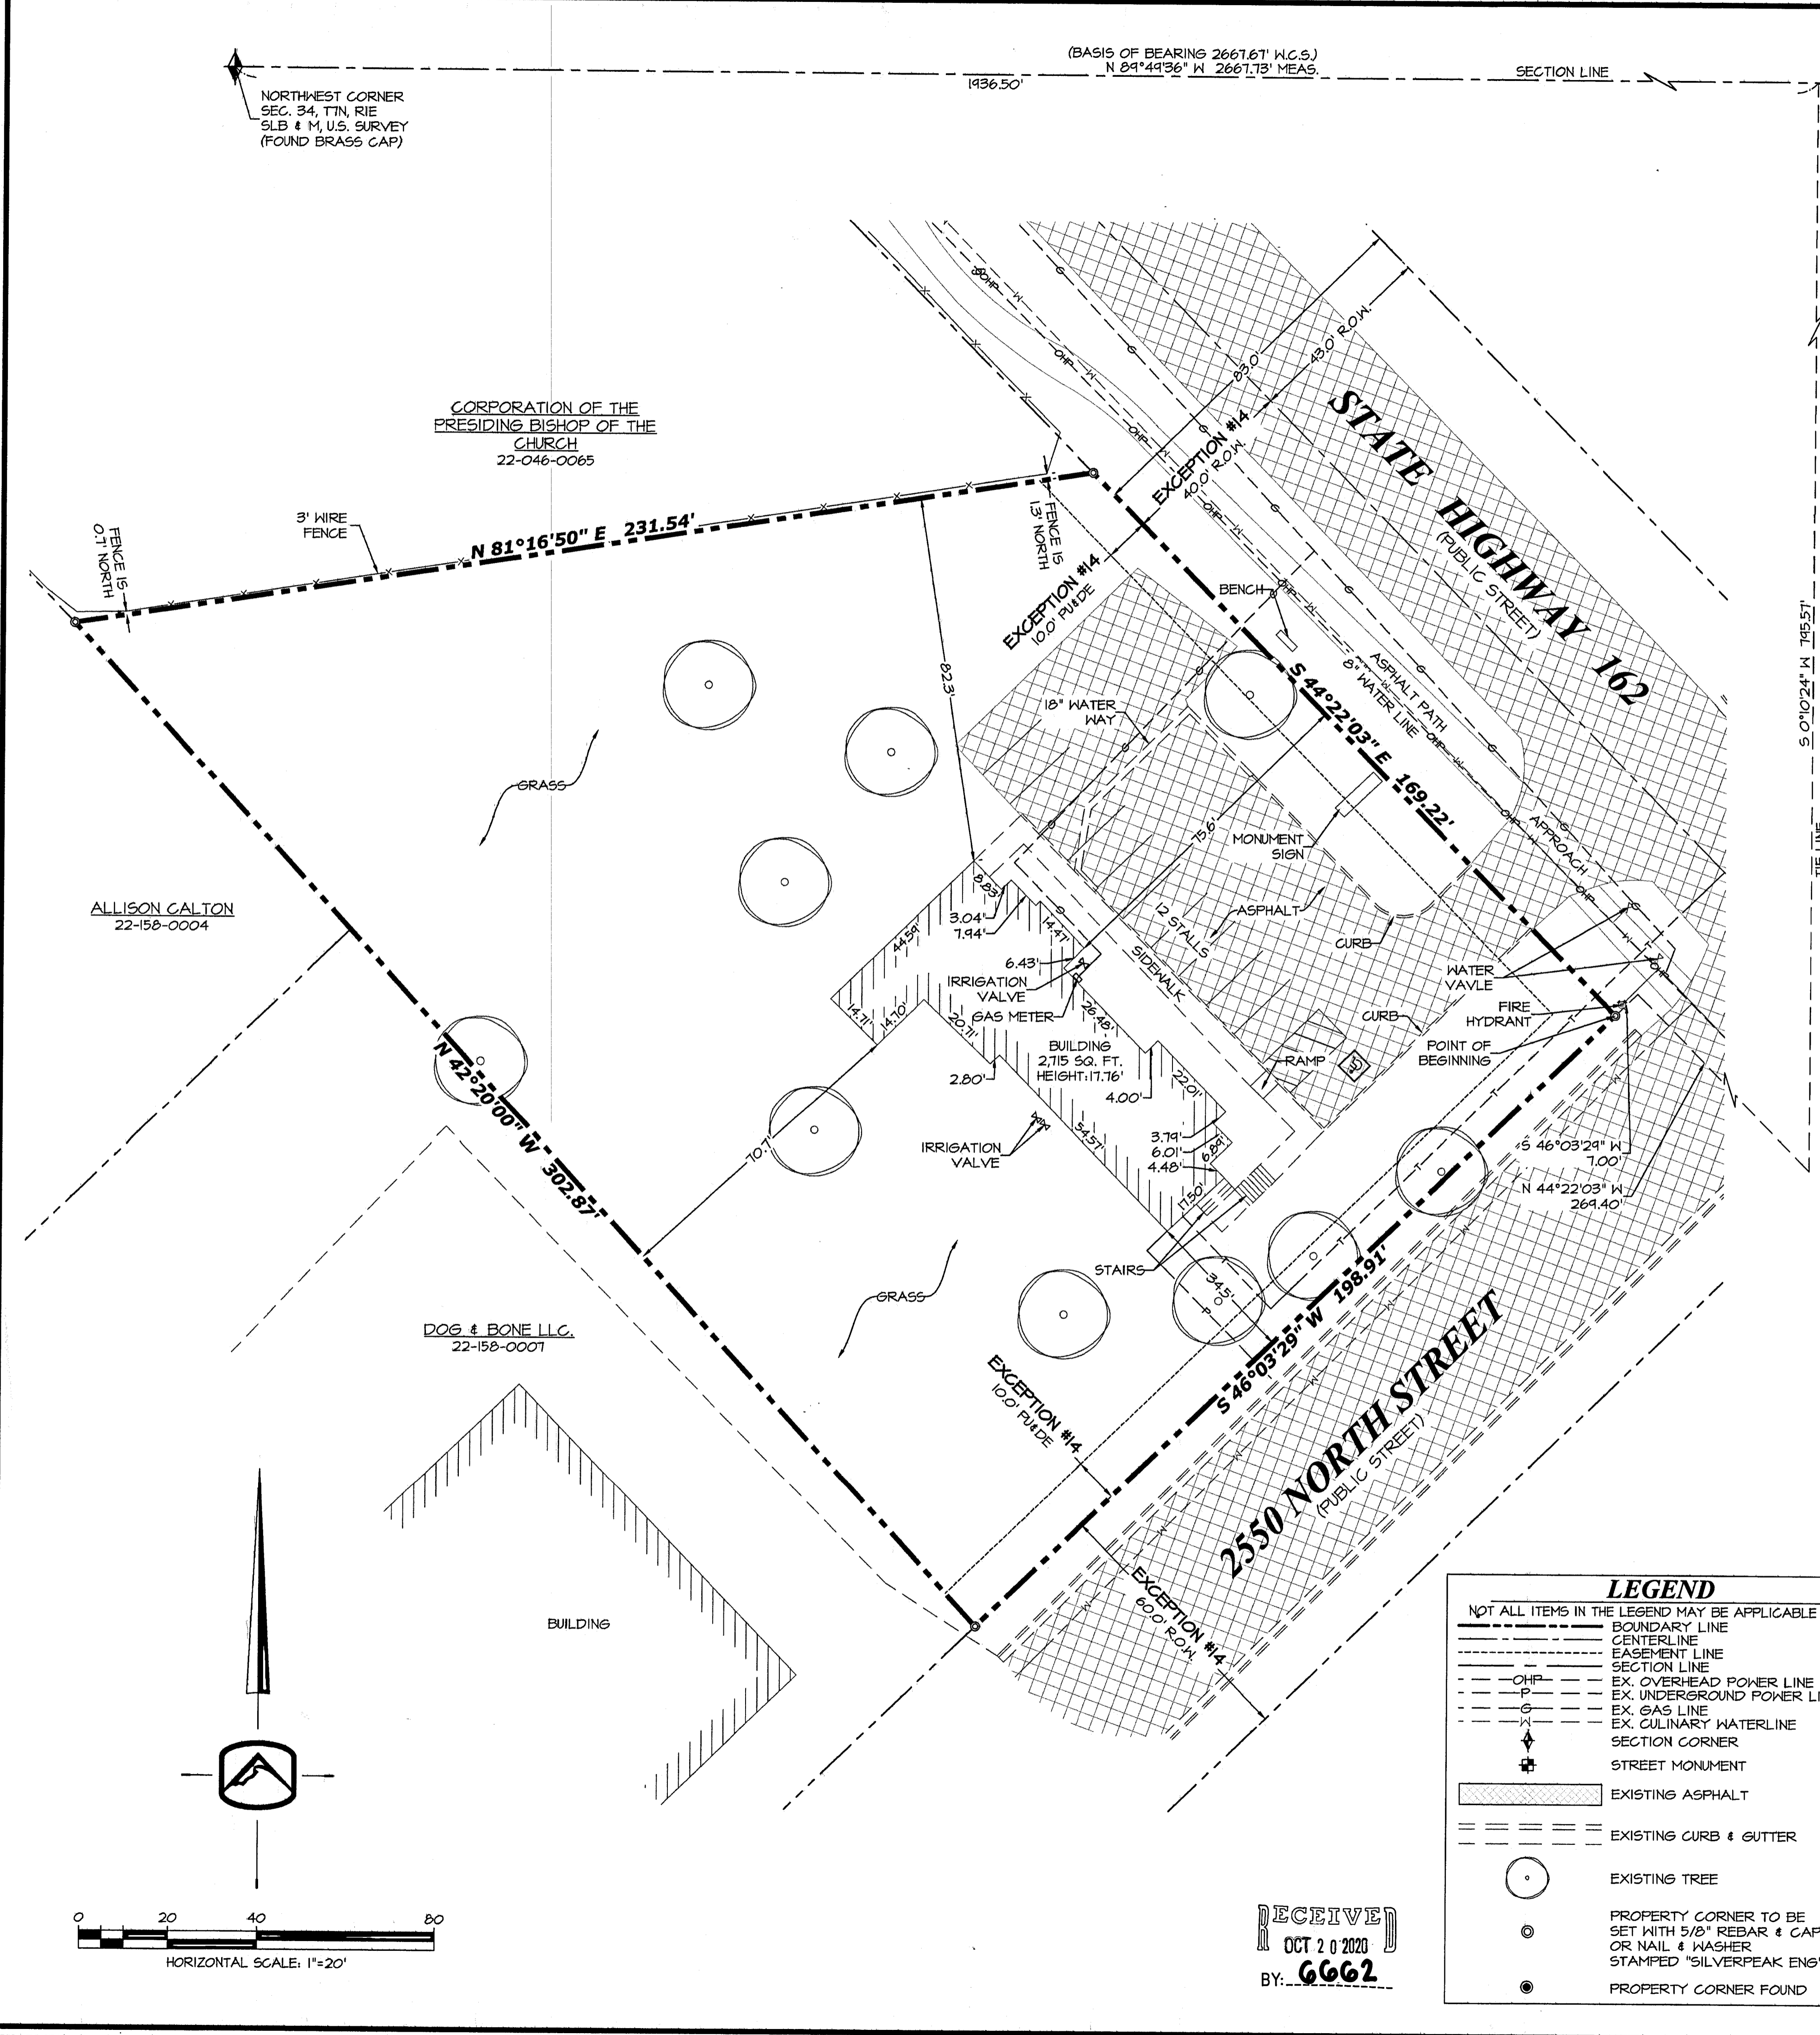 (BASIS OF BEARING 2667.67' W.C.S.)
N 89°49'36" W 2667.73' MEAS.
1936.50'
SECTION LINE
NORTHWEST CORNER
SEC. 34, T7N, R1E
SLB & M, U.S. SURVEY
(FOUND BRASS CAP)
CORPORATION OF THE
PRESIDING BISHOP OF THE
CHURCH
22-046-0065
3' WIRE
FENCE
FENCE IS
0.7' NORTH
N 81°16'50" E 231.54'
FENCE IS
1.3' NORTH
83.0'
43.0' R.O.W.
EXCEPTION #14
40.0' R.O.W.
EXCEPTION #14
10.0' PU&DE
STATE HIGHWAY 162
(PUBLIC STREET)
S 0°10'24" W 795.57'
TIE LINE
BENCH
ASPHALT PATH
8" WATER LINE
S 44°22'03" E 169.22'
18" WATER
WAY
82.3'
75.6'
GRASS
MONUMENT
SIGN
APPROACH
ALLISON CALTON
22-158-0004
8.83'
3.04'
7.94'
14.47'
44.59'
6.43'
12 STALLS
ASPHALT
CURB
SIDEWALK
IRRIGATION
VALVE
GAS METER
WATER
VAVLE
FIRE
HYDRANT
CURB
POINT OF
BEGINNING
14.71'
14.70'
20.71'
26.48'
BUILDING
2,715 SQ. FT.
HEIGHT:17.76'
RAMP
2.80'
4.00'
22.01'
N 42°20'00" W 302.87'
70.7'
IRRIGATION
VALVE
54.57'
3.79'
6.01'
4.48'
6.89'
17.50'
S 46°03'29" W
7.00'
N 44°22'03" W
269.40'
STAIRS
34.5'
GRASS
S 46°03'29" W 198.91'
DOG & BONE LLC.
22-158-0007
EXCEPTION #14
10.0' PU&DE
2550 NORTH STREET
(PUBLIC STREET)
EXCEPTION #14
60.0' R.O.W.
BUILDING
LEGEND
NOT ALL ITEMS IN THE LEGEND MAY BE APPLICABLE
BOUNDARY LINE
CENTERLINE
EASEMENT LINE
SECTION LINE
OHP EX. OVERHEAD POWER LINE
P EX. UNDERGROUND POWER LI
G EX. GAS LINE
W EX. CULINARY WATERLINE
SECTION CORNER
STREET MONUMENT
EXISTING ASPHALT
EXISTING CURB & GUTTER
EXISTING TREE
PROPERTY CORNER TO BE
SET WITH 5/8" REBAR & CAP
OR NAIL & WASHER
STAMPED "SILVERPEAK ENG"
PROPERTY CORNER FOUND
0 20 40 80
HORIZONTAL SCALE: 1"=20'
RECEIVED
OCT 20 2020
BY: 6662